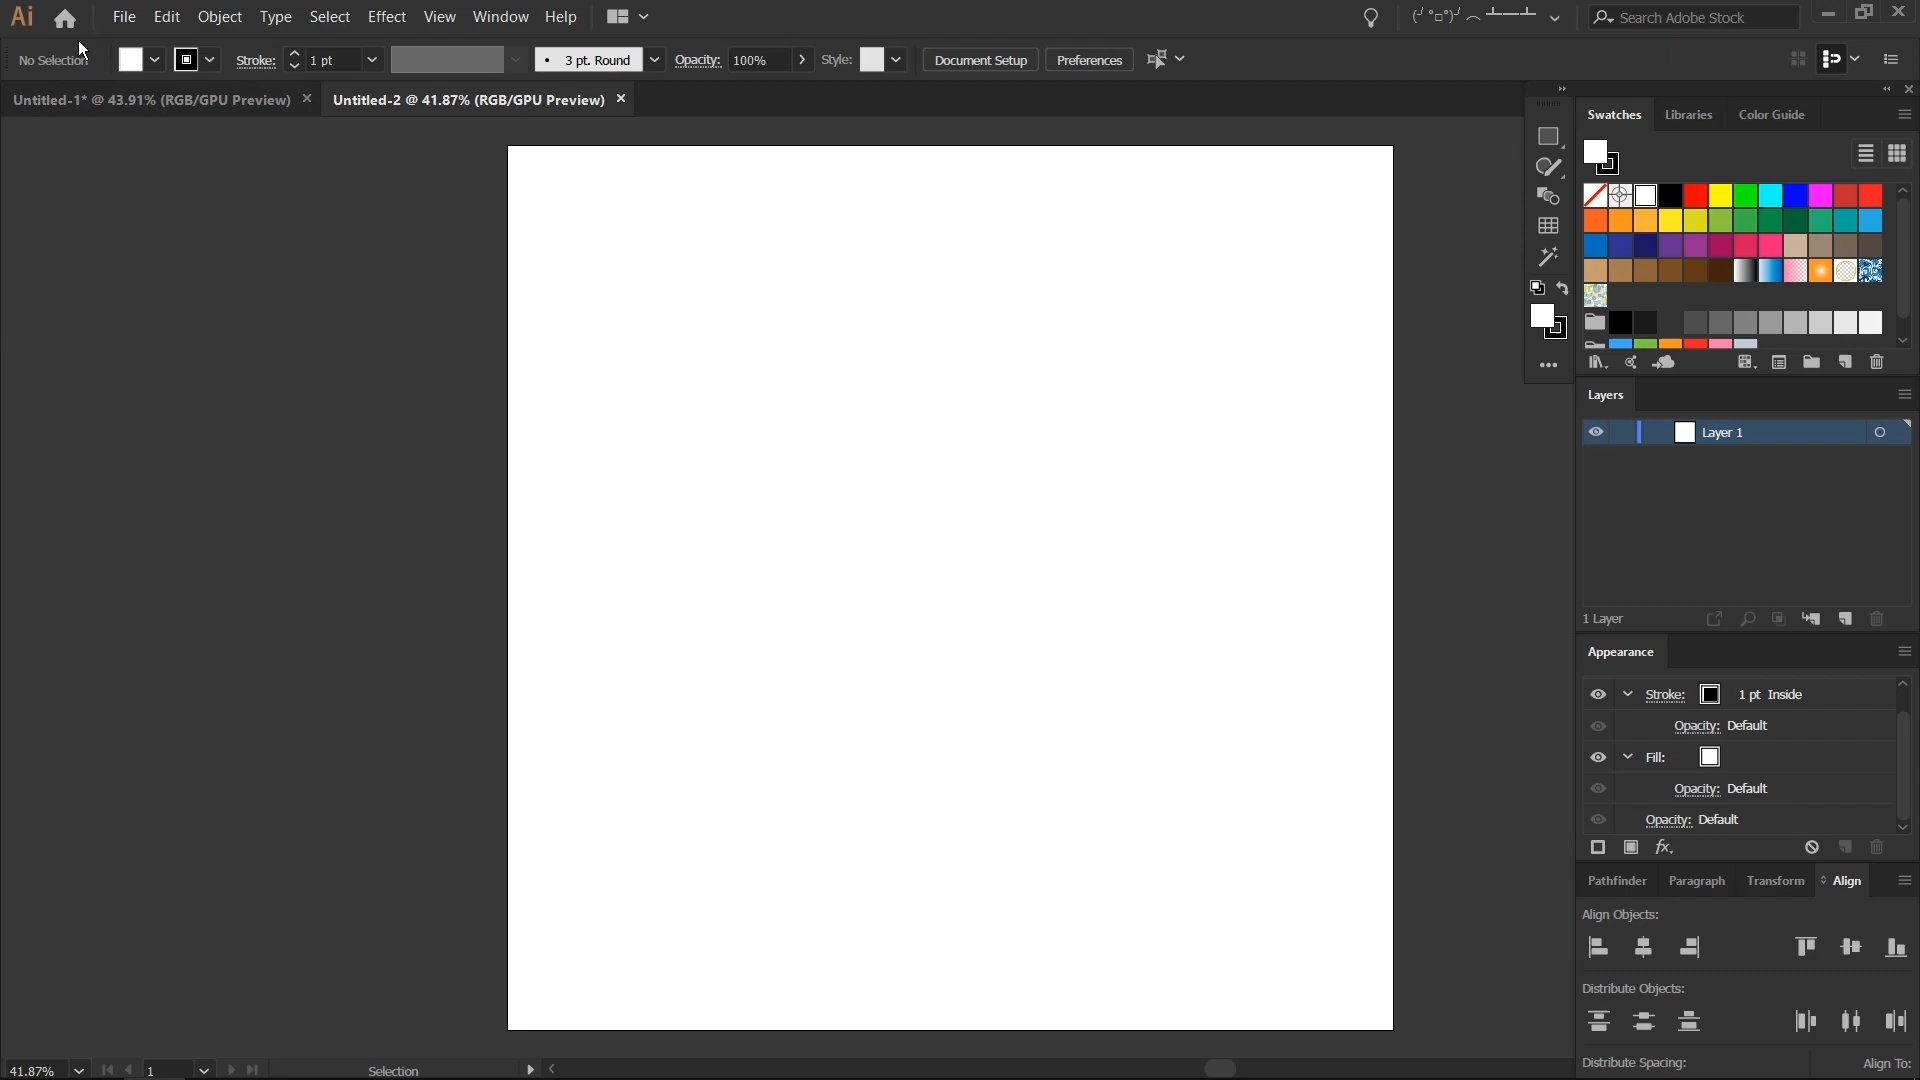 Ai File Edit Object Type Select Effect View Window Help
(╯°□°)╯︵ ┻━┻
Search Adobe Stock
No Selection Stroke: 1 pt 3 pt. Round Opacity: 100% Style: Document Setup Preferences
Untitled-1* @ 43.91% (RGB/GPU Preview) Untitled-2 @ 41.87% (RGB/GPU Preview)
Swatches Libraries Color Guide
Layers
Layer 1
1 Layer
Appearance
Stroke: 1 pt Inside
Opacity: Default
Fill:
Opacity: Default
Opacity: Default
fx
Pathfinder Paragraph Transform Align
Align Objects:
Distribute Objects:
Distribute Spacing: Align To:
41.87% 1 Selection